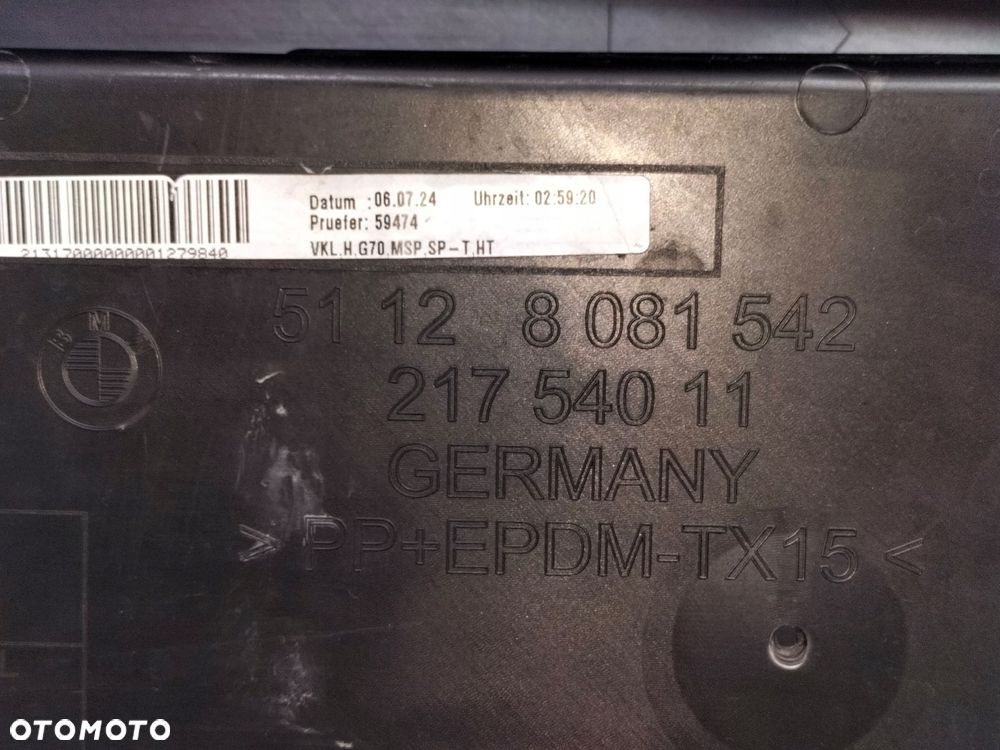 Datum :06.07.24 Uhrzeit: 02:59:20
Pruefer: 59474
VKL.H.G70.MSP.SP-T.HT
21317000000001279840
51 12 8 081 542
BMW
217 540 11
GERMANY
> PP+EPDM-TX15 <
OTOMOTO